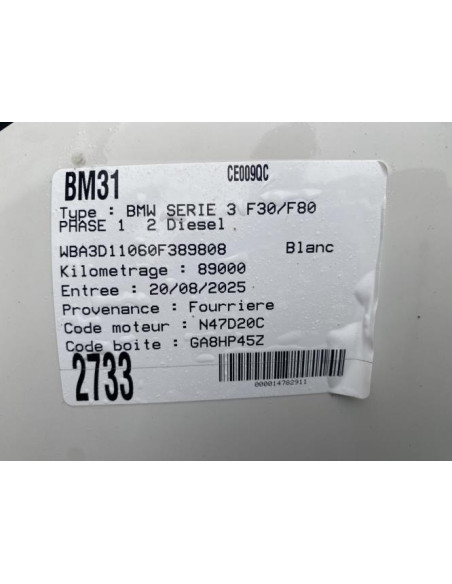 BM31 CE009QC
Type : BMW SERIE 3 F30/F80
PHASE 1 2 Diesel .
WBA3D11060F389808 Blanc
Kilometrage : 89000
Entree : 20/08/2025
Provenance : Fourriere
Code moteur : N47D20C
Code boite : GA8HP45Z
2733
000014702911